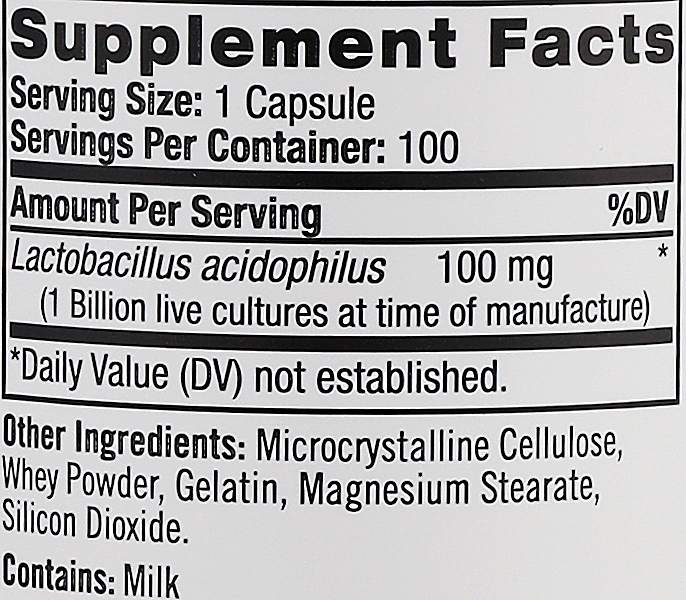 Supplement Facts
Serving Size: 1 Capsule
Servings Per Container: 100
Amount Per Serving %DV
Lactobacillus acidophilus 100 mg *
(1 Billion live cultures at time of manufacture)
*Daily Value (DV) not established.
Other Ingredients: Microcrystalline Cellulose,
Whey Powder, Gelatin, Magnesium Stearate,
Silicon Dioxide.
Contains: Milk